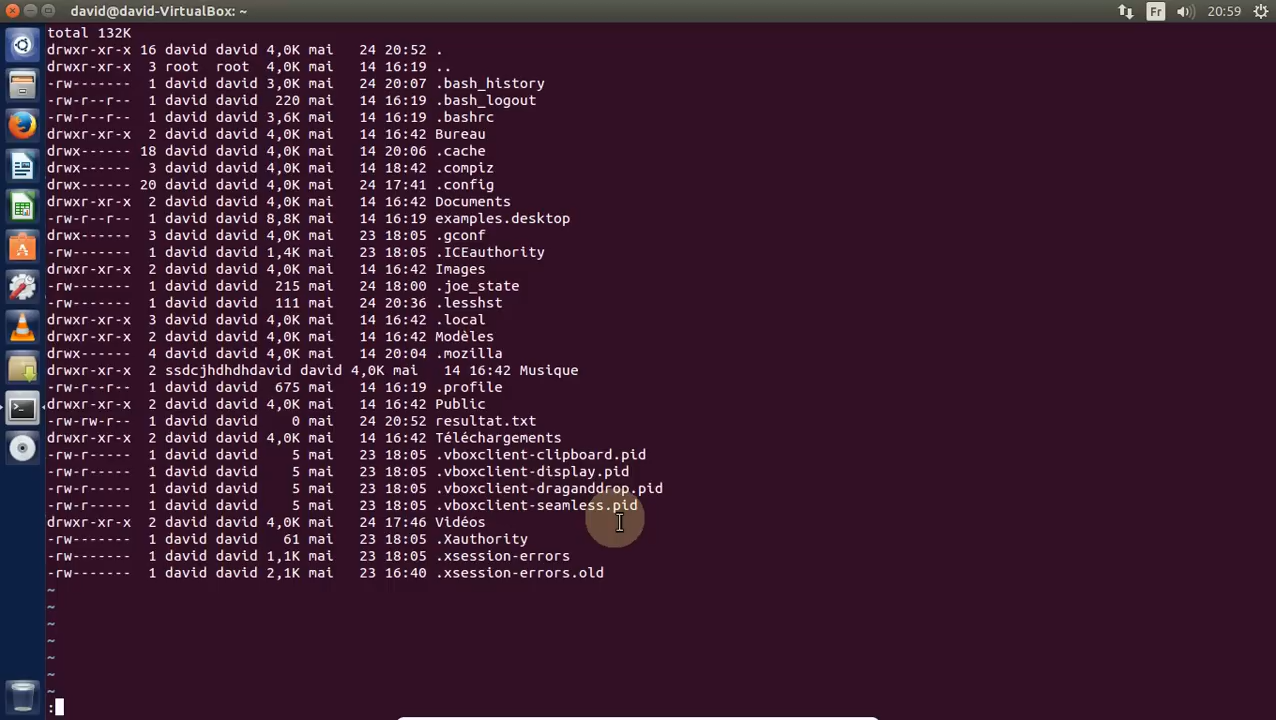 david@david-VirtualBox: ~
Fr
20:59
total 132K
drwxr-xr-x 16 david david 4,0K mai   24 20:52 .
drwxr-xr-x  3 root  root  4,0K mai   14 16:19 ..
-rw-------  1 david david 3,0K mai   24 20:07 .bash_history
-rw-r--r--  1 david david  220 mai   14 16:19 .bash_logout
-rw-r--r--  1 david david 3,6K mai   14 16:19 .bashrc
drwxr-xr-x  2 david david 4,0K mai   14 16:42 Bureau
drwx------ 18 david david 4,0K mai   14 20:06 .cache
drwx------  3 david david 4,0K mai   14 18:42 .compiz
drwx------ 20 david david 4,0K mai   24 17:41 .config
drwxr-xr-x  2 david david 4,0K mai   14 16:42 Documents
-rw-r--r--  1 david david 8,8K mai   14 16:19 examples.desktop
drwx------  3 david david 4,0K mai   23 18:05 .gconf
-rw-------  1 david david 1,4K mai   23 18:05 .ICEauthority
drwxr-xr-x  2 david david 4,0K mai   14 16:42 Images
-rw-------  1 david david  215 mai   24 18:00 .joe_state
-rw-------  1 david david  111 mai   24 20:36 .lesshst
drwxr-xr-x  3 david david 4,0K mai   14 16:42 .local
drwxr-xr-x  2 david david 4,0K mai   14 16:42 Modèles
drwx------  4 david david 4,0K mai   14 20:04 .mozilla
drwxr-xr-x  2 ssdcjhdhdhdavid david 4,0K mai   14 16:42 Musique
-rw-r--r--  1 david david  675 mai   14 16:19 .profile
drwxr-xr-x  2 david david 4,0K mai   14 16:42 Public
-rw-rw-r--  1 david david    0 mai   24 20:52 resultat.txt
drwxr-xr-x  2 david david 4,0K mai   14 16:42 Téléchargements
-rw-r-----  1 david david    5 mai   23 18:05 .vboxclient-clipboard.pid
-rw-r-----  1 david david    5 mai   23 18:05 .vboxclient-display.pid
-rw-r-----  1 david david    5 mai   23 18:05 .vboxclient-draganddrop.pid
-rw-r-----  1 david david    5 mai   23 18:05 .vboxclient-seamless.pid
drwxr-xr-x  2 david david 4,0K mai   24 17:46 Vidéos
-rw-------  1 david david   61 mai   23 18:05 .Xauthority
-rw-------  1 david david 1,1K mai   23 18:05 .xsession-errors
-rw-------  1 david david 2,1K mai   23 16:40 .xsession-errors.old
~
~
~
~
~
~
~
: